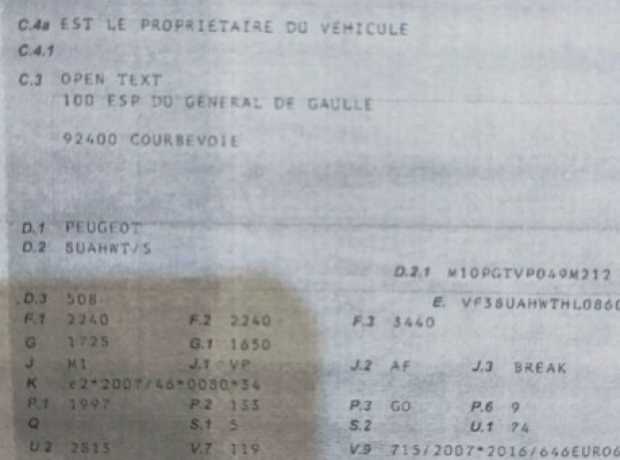 C.4a EST LE PROPRIETAIRE DU VEHICULE
C.4.1
C.3 OPEN TEXT
100 ESP DU GENERAL DE GAULLE
92400 COURBEVOIE
D.1 PEUGEOT
D.2 8UAHWT/S
D.2.1 M10PGTVP049M212
D.3 508
E. VF38UAHWTHL0860
F.1 2240 F.2 2240 F.3 3440
G 1725 G.1 1650
J M1 J.1 VP J.2 AF J.3 BREAK
K e2*2007/46*0080*34
P.1 1997 P.2 133 P.3 GO P.6 9
Q S.1 5 S.2 U.1 74
U.2 2813 V.7 119 V.9 715/2007*2016/646EURO6